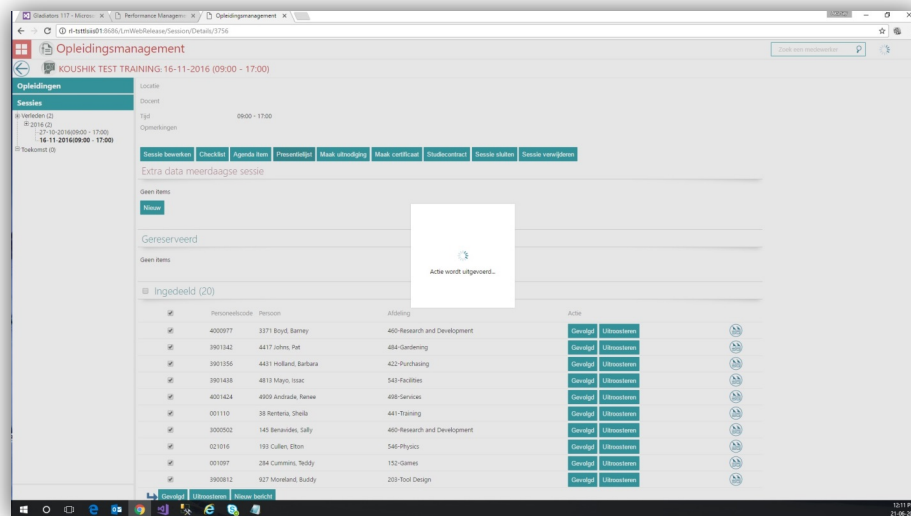 Gladiators 117 - Microso
Performance Manageme
Opleidingsmanagement
rl-tsttlsiis01:8686/LmWebRelease/Session/Details/3756
Opleidingsmanagement
Zoek een medewerker
KOUSHIK TEST TRAINING: 16-11-2016 (09:00 - 17:00)
Opleidingen
Sessies
Verleden (2)
2016 (2)
27-10-2016(09:00 - 17:00)
16-11-2016(09:00 - 17:00)
Toekomst (0)
Locatie
Docent
Tijd 09:00 - 17:00
Opmerkingen
Sessie bewerken Checklist Agenda item Presentielijst Maak uitnodiging Maak certificaat Studiecontract Sessie sluiten Sessie verwijderen
Extra data meerdaagse sessie
Geen items
Nieuw
Gereserveerd
Geen items
Actie wordt uitgevoerd...
Ingedeeld (20)
Personeelscode Persoon Afdeling Actie
4000977 3371 Boyd, Barney 460-Research and Development Gevolgd Uitroosteren
3901342 4417 Johns, Pat 484-Gardening Gevolgd Uitroosteren
3901356 4431 Holland, Barbara 422-Purchasing Gevolgd Uitroosteren
3901438 4813 Mayo, Issac 543-Facilities Gevolgd Uitroosteren
4001424 4909 Andrade, Renee 498-Services Gevolgd Uitroosteren
001110 38 Renteria, Sheila 441-Training Gevolgd Uitroosteren
3000502 145 Benavides, Sally 460-Research and Development Gevolgd Uitroosteren
021016 193 Cullen, Elton 546-Physics Gevolgd Uitroosteren
001097 284 Cummins, Teddy 152-Games Gevolgd Uitroosteren
3900812 927 Moreland, Buddy 203-Tool Design Gevolgd Uitroosteren
Gevolgd Uitroosteren Nieuw bericht
12:11 P
21-06-20